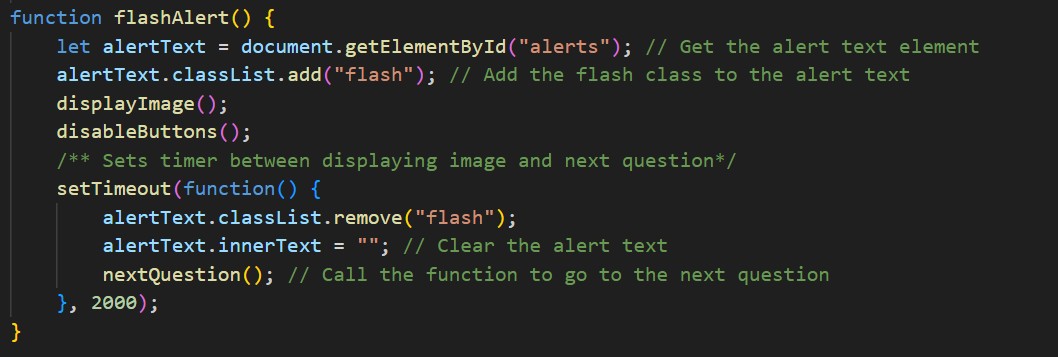 function flashAlert() {
    let alertText = document.getElementById("alerts"); // Get the alert text element
    alertText.classList.add("flash"); // Add the flash class to the alert text
    displayImage();
    disableButtons();
    /** Sets timer between displaying image and next question*/
    setTimeout(function() {
        alertText.classList.remove("flash");
        alertText.innerText = ""; // Clear the alert text
        nextQuestion(); // Call the function to go to the next question
    }, 2000);
}